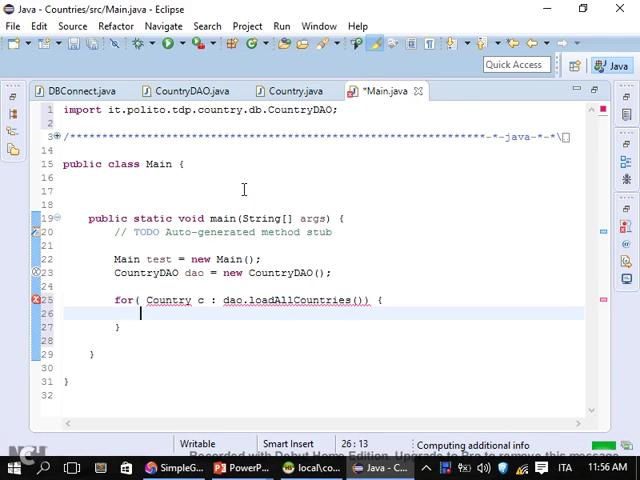 Java - Countries/src/Main.java - Eclipse
File Edit Source Refactor Navigate Search Project Run Window Help
Quick Access
Java
DBConnect.java CountryDAO.java Country.java *Main.java
1 import it.polito.tdp.country.db.CountryDAO;
2
3 /******************************************************************-*-java-*-*\
14
15 public class Main {
16
17
18
19 public static void main(String[] args) {
20 // TODO Auto-generated method stub
21
22 Main test = new Main();
23 CountryDAO dao = new CountryDAO();
24
25 for( Country c : dao.loadAllCountries()) {
26
27 }
28
29 }
30
31 }
32
Writable Smart Insert 26 : 13 Computing additional info
NCH Recorded with Debut Home Edition. Upgrade to Pro to remove this message
SimpleG... PowerP... local\co... Java - C... ITA 11:56 AM